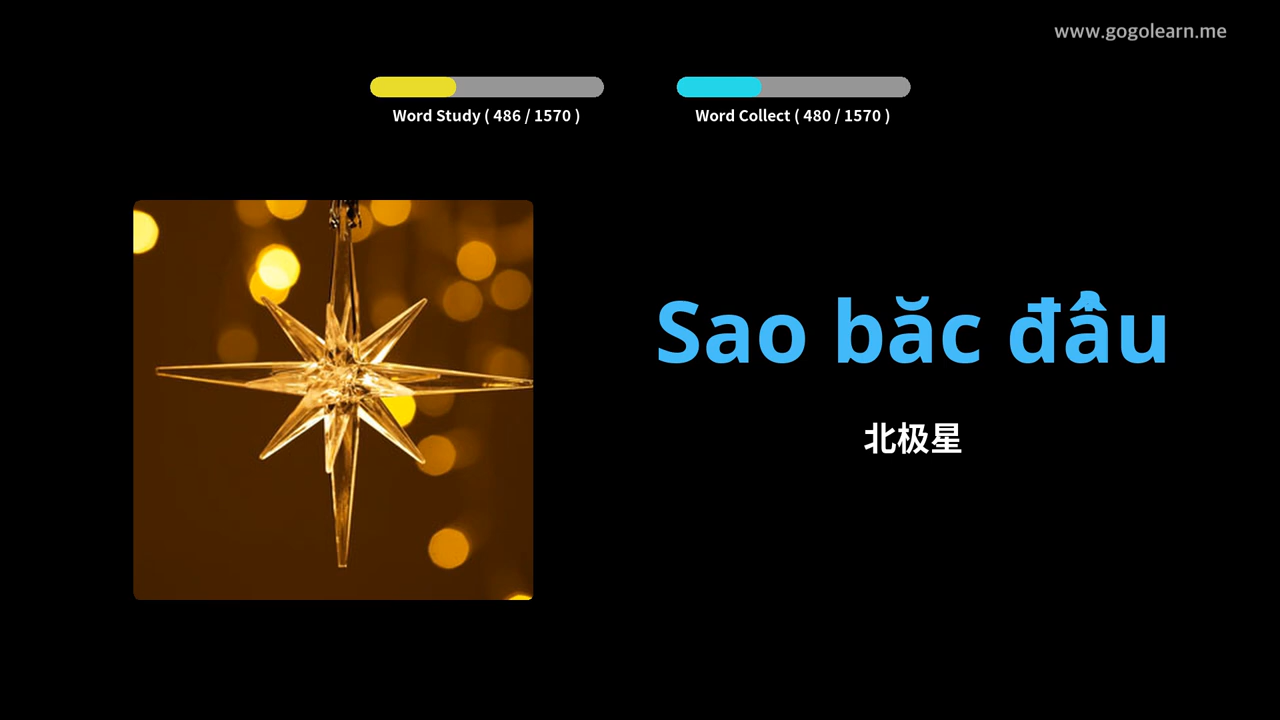 www.gogolearn.me
Word Study ( 486 / 1570 )
Word Collect ( 480 / 1570 )
Sao băc đẩu
北极星